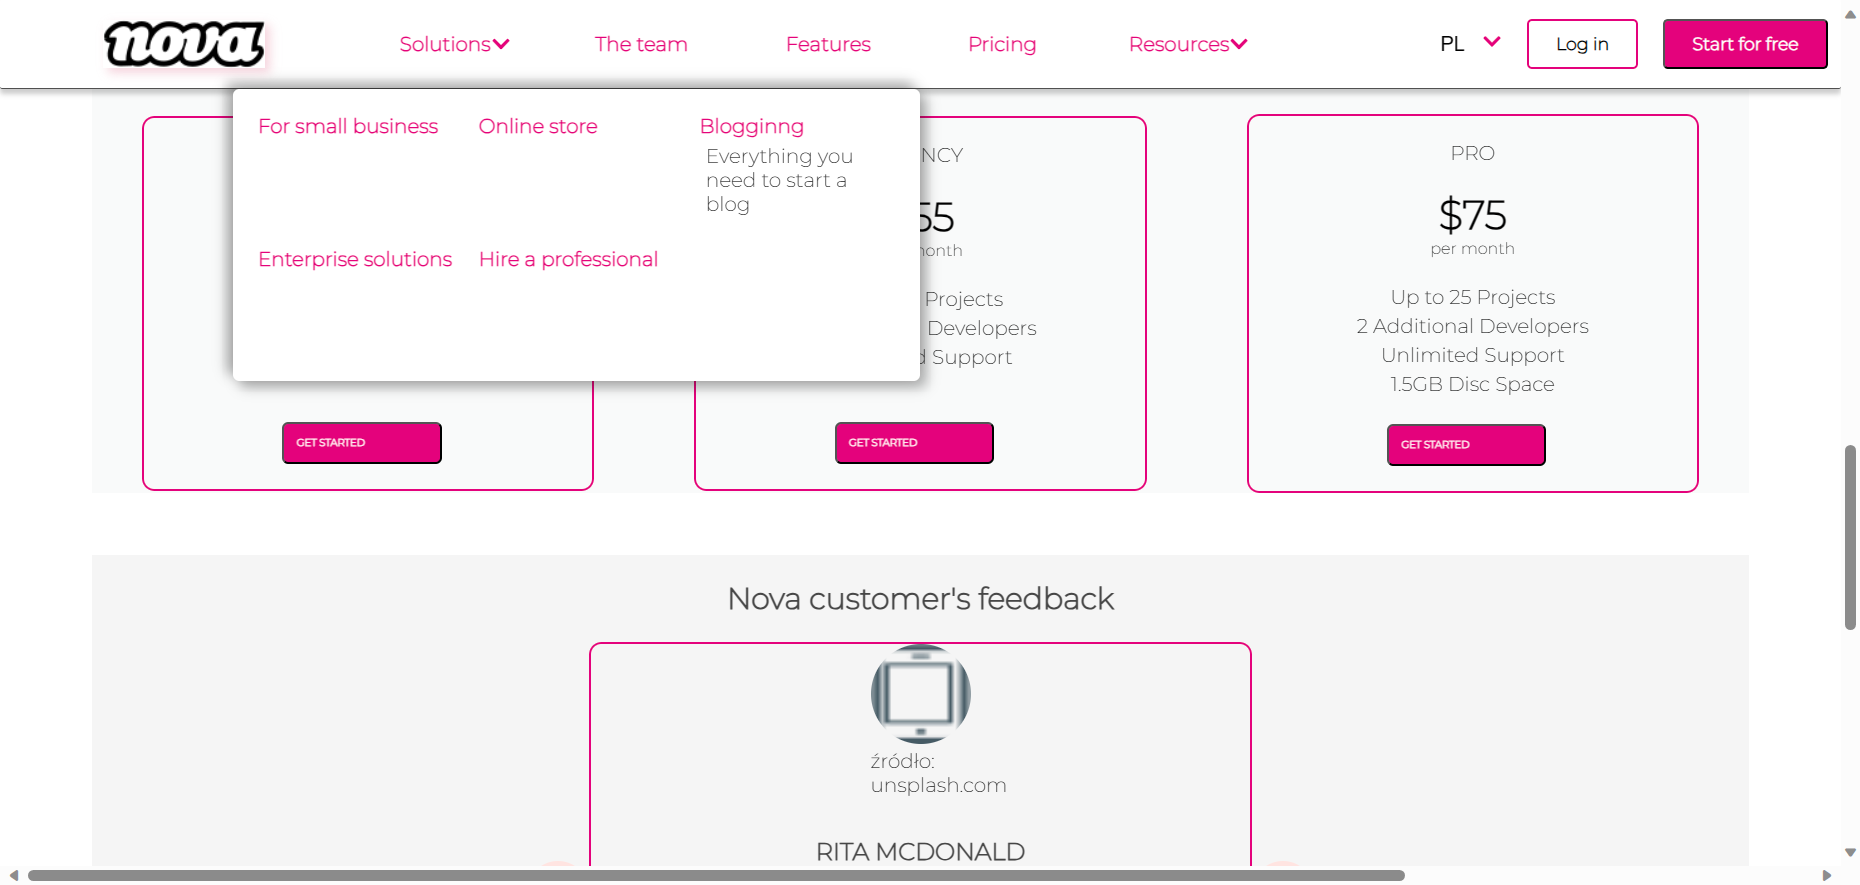 nova
Solutions
The team
Features
Pricing
Resources
PL
Log in
Start for free
For small business
Online store
Blogginng
Everything you
need to start a
blog
Enterprise solutions
Hire a professional
NCY
55
onth
Projects
Developers
Support
GET STARTED
GET STARTED
PRO
$75
per month
Up to 25 Projects
2 Additional Developers
Unlimited Support
1.5GB Disc Space
GET STARTED
Nova customer's feedback
źródło:
unsplash.com
RITA MCDONALD